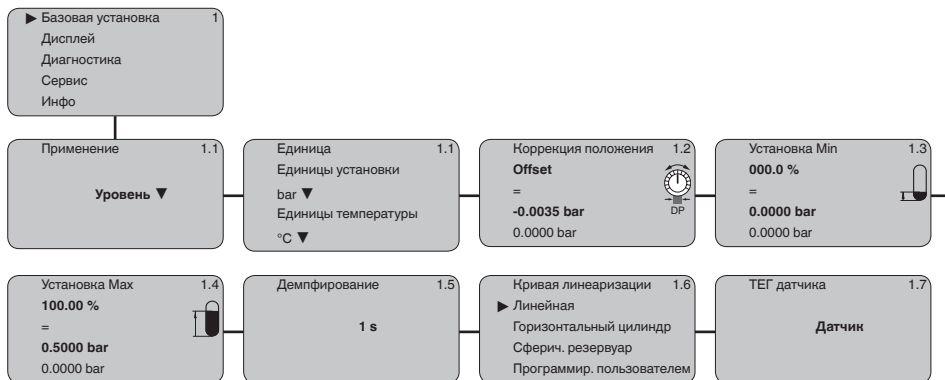 ▶ Базовая установка 1
Дисплей
Диагностика
Сервис
Инфо
Применение 1.1
Уровень ▼
Единица 1.1
Единицы установки
bar ▼
Единицы температуры
°C ▼
Коррекция положения 1.2
Offset
=
-0.0035 bar
0.0000 bar
DP
Установка Min 1.3
000.0 %
=
0.0000 bar
0.0000 bar
Установка Max 1.4
100.00 %
=
0.5000 bar
0.0000 bar
Демпфирование 1.5
1 s
Кривая линеаризации 1.6
▶ Линейная
Горизонтальный цилиндр
Сферич. резервуар
Программир. пользователем
ТЕГ датчика 1.7
Датчик